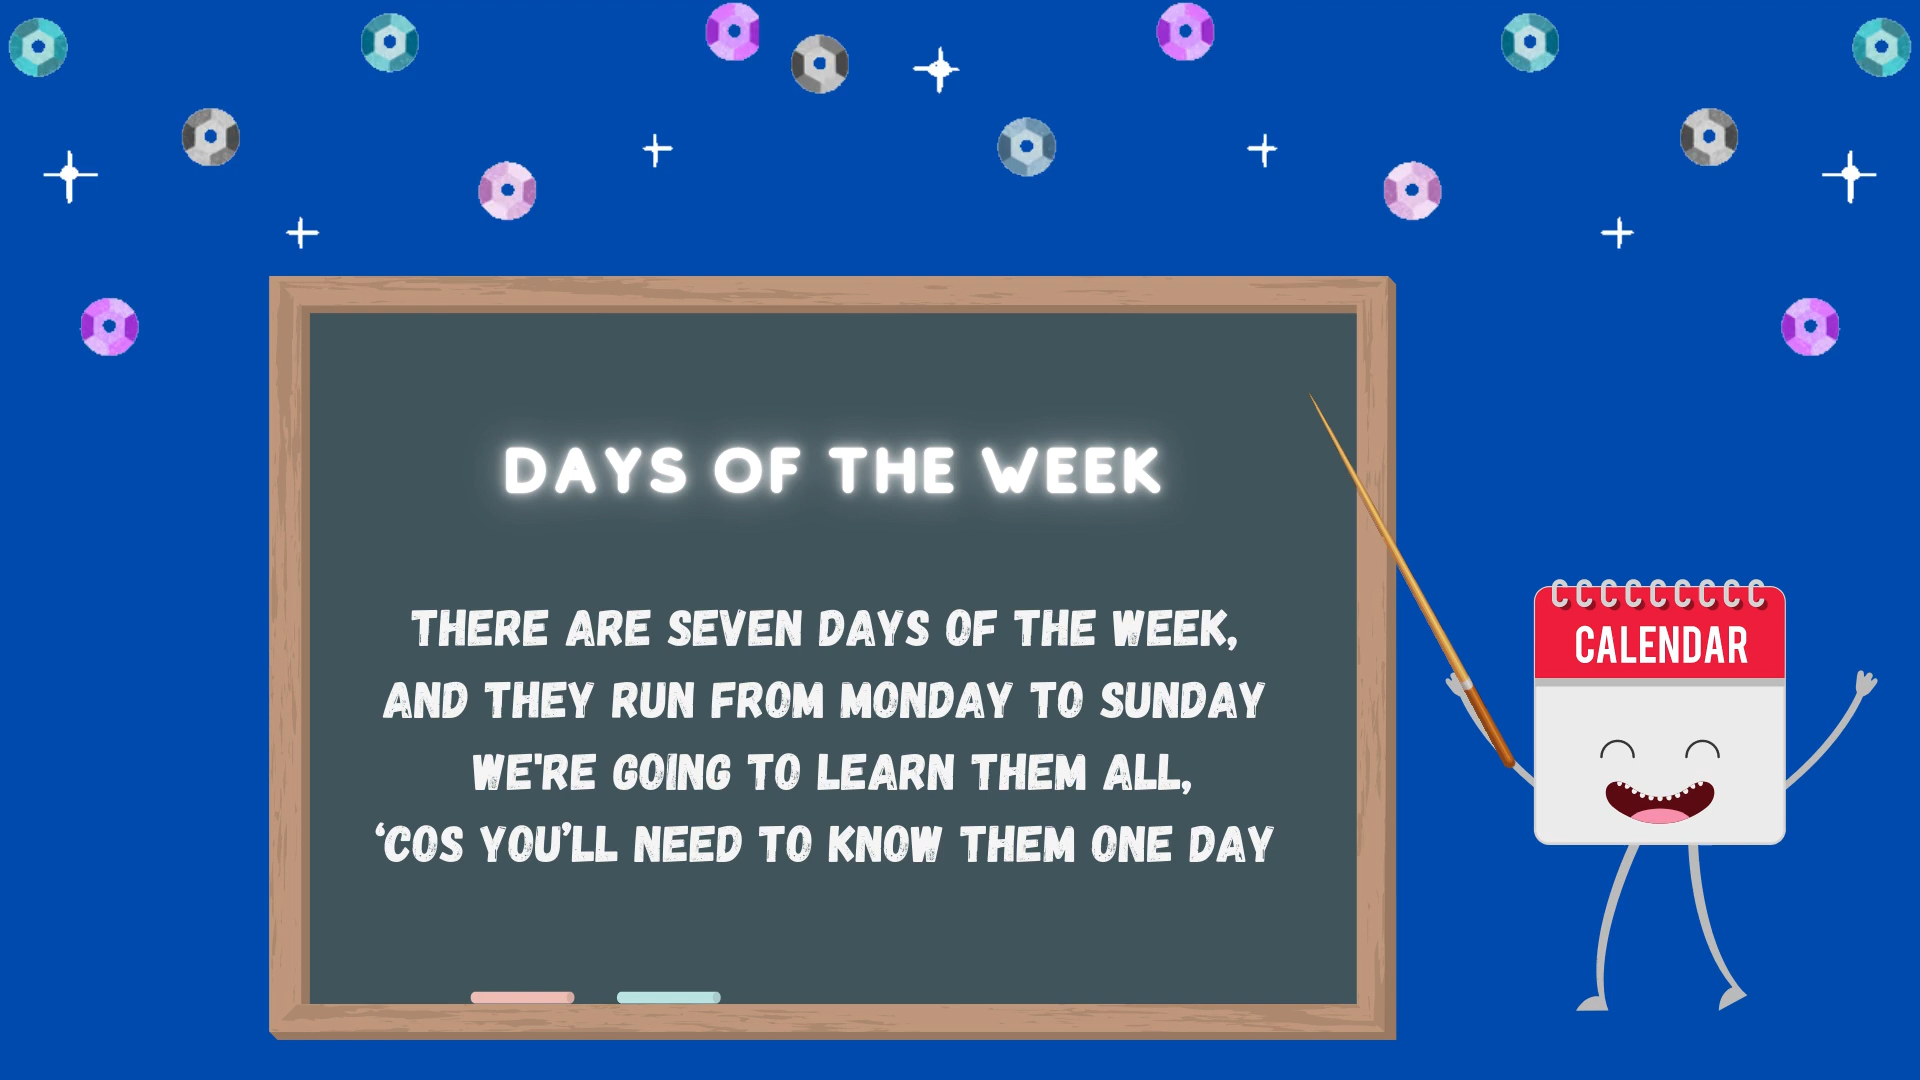 DAYS OF THE WEEK
THERE ARE SEVEN DAYS OF THE WEEK,
AND THEY RUN FROM MONDAY TO SUNDAY
WE'RE GOING TO LEARN THEM ALL,
‘COS YOU’LL NEED TO KNOW THEM ONE DAY
CALENDAR